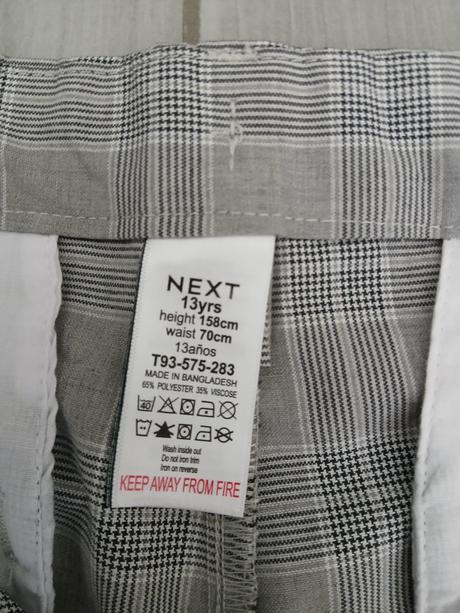 NEXT
13yrs
height 158cm
waist 70cm
13años
T93-575-283
MADE IN BANGLADESH
65% POLYESTER 35% VISCOSE
40
Wash inside out
Do not iron trim
Iron on reverse
KEEP AWAY FROM FIRE